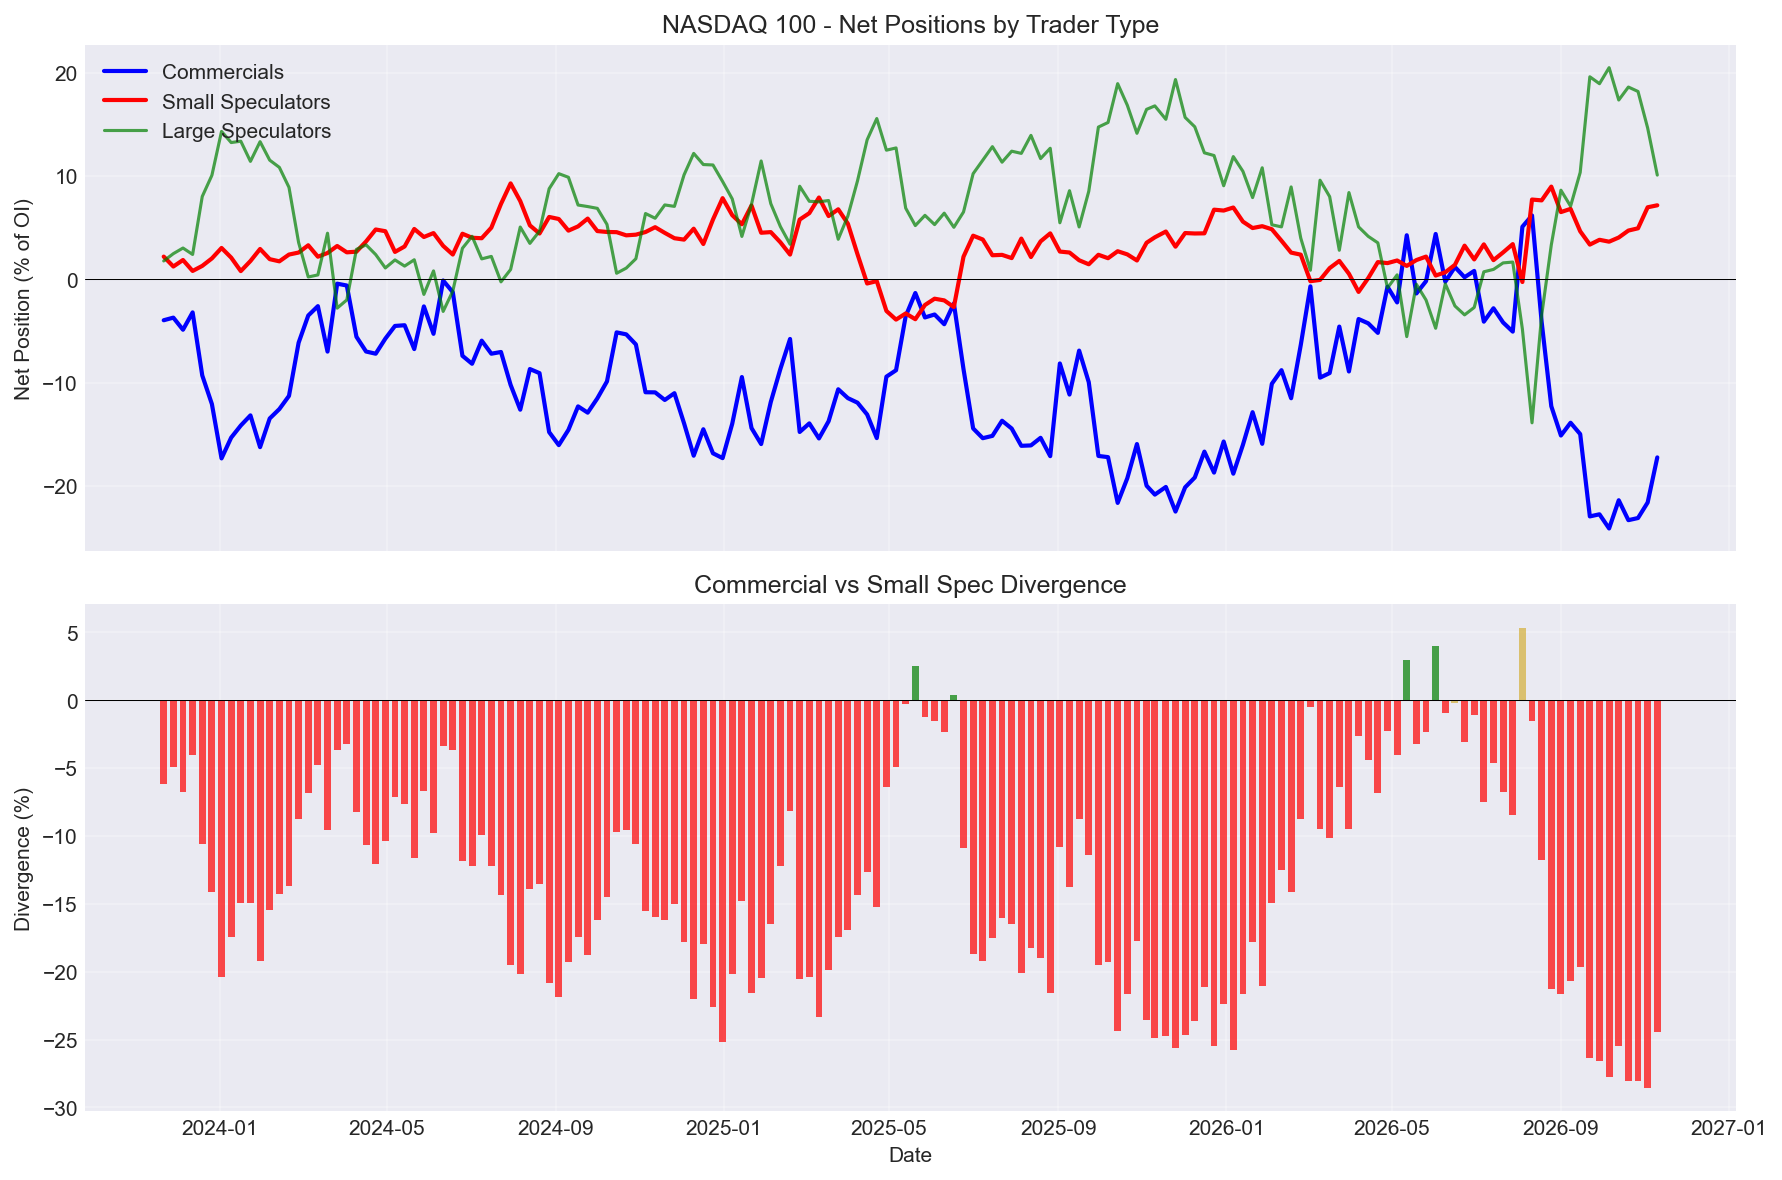 NASDAQ 100 - Net Positions by Trader Type
Commercials
Small Speculators
Large Speculators
20
10
0
−10
−20
Net Position (% of OI)
Commercial vs Small Spec Divergence
5
0
−5
−10
−15
−20
−25
−30
Divergence (%)
2024-01
2024-05
2024-09
2025-01
2025-05
2025-09
2026-01
2026-05
2026-09
2027-01
Date